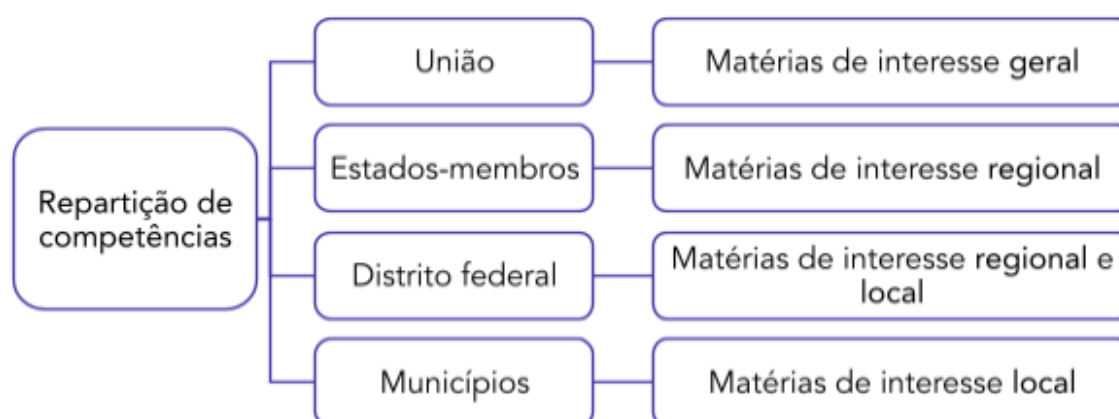 União
Matérias de interesse geral
Estados-membros
Matérias de interesse regional
Repartição de
competências
Distrito federal
Matérias de interesse regional e
local
Municípios
Matérias de interesse local